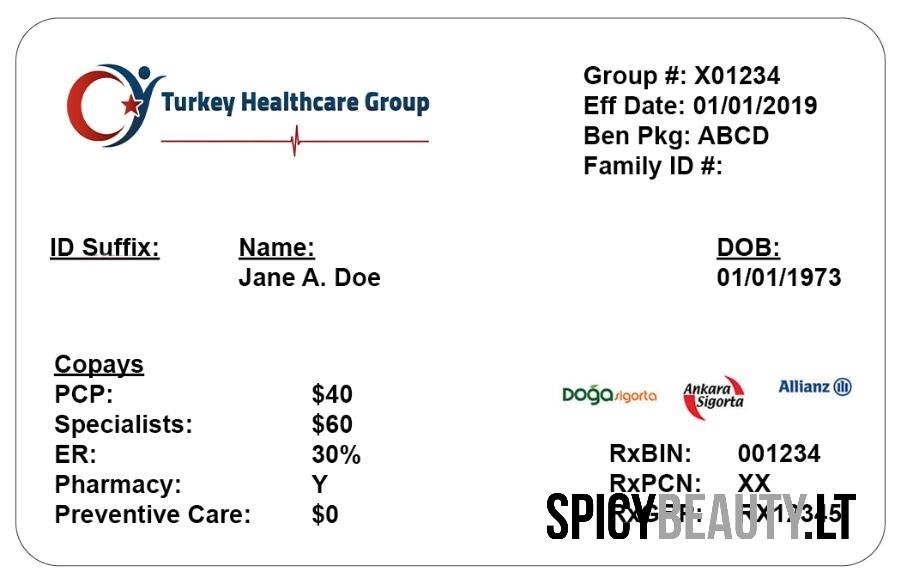 Turkey Healthcare Group
Group #: X01234
Eff Date: 01/01/2019
Ben Pkg: ABCD
Family ID #:
ID Suffix: Name: DOB:
Jane A. Doe 01/01/1973
Copays
PCP: $40
Specialists: $60
ER: 30%
Pharmacy: Y
Preventive Care: $0
DOĞA sigorta Ankara Sigorta Allianz
RxBIN: 001234
RxPCN: XX
RxGRP: RX12345
SPICYBEAUTY.LT